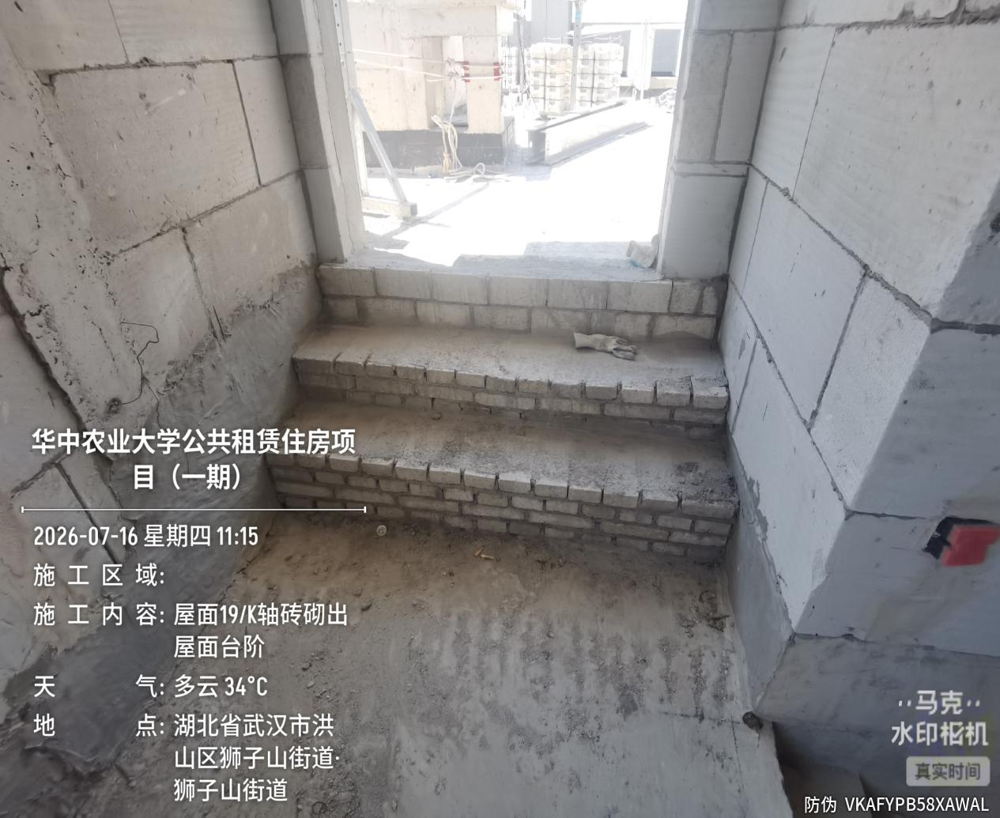 华中农业大学公共租赁住房项
目（一期）
2026-07-16 星期四 11:15
施工区域:
施工内容: 屋面19/K轴砖砌出
屋面台阶
天气: 多云 34°C
地点: 湖北省武汉市洪
山区狮子山街道·
狮子山街道
马克
水印相机
真实时间
防伪 VKAFYPB58XAWAL